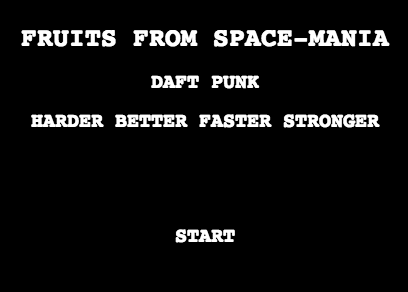 FRUITS FROM SPACE-MANIA
DAFT PUNK
HARDER BETTER FASTER STRONGER
START